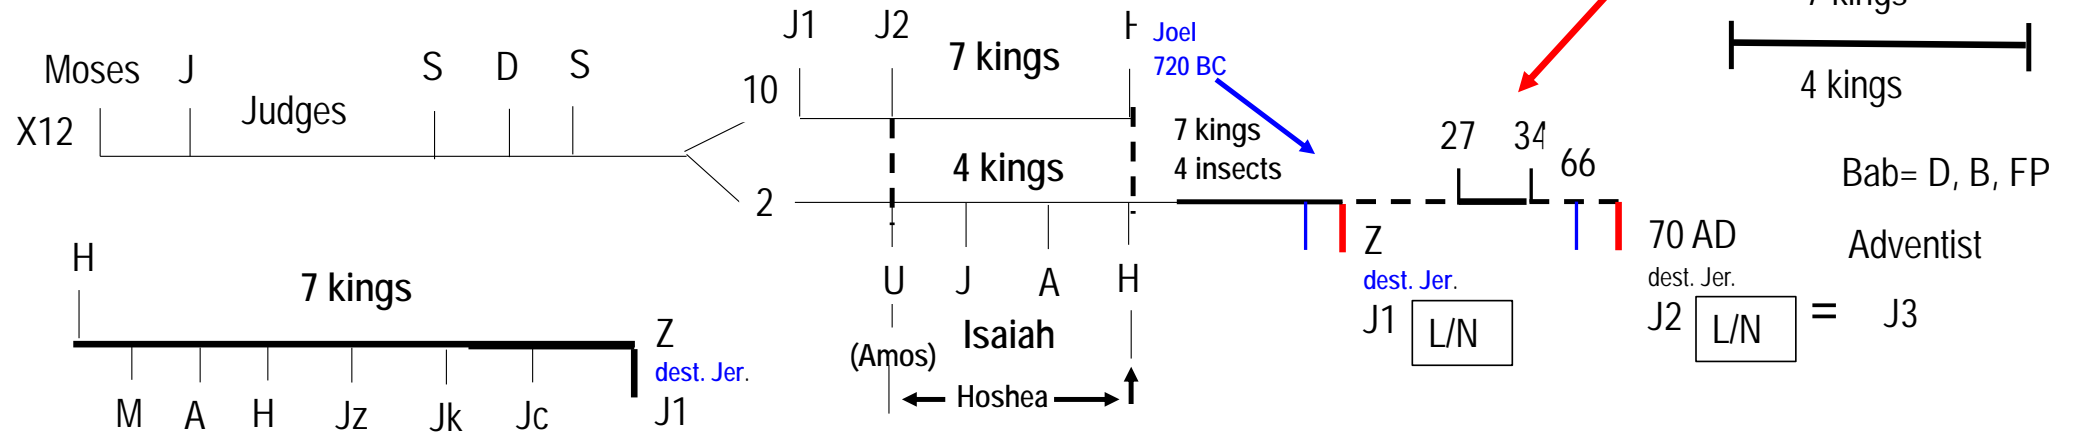 J1 J2 H Joel
7 kings
720 BC
7 kings
4 kings
Moses J S D S
Judges
X12
10
4 kings
2
7 kings
4 insects
27 34
66
Bab= D, B, FP
Adventist
U J A H
(Amos) Isaiah
Hoshea
Z
dest. Jer.
J1 L/N
70 AD
dest. Jer.
J2 L/N = J3
H
7 kings
Z
dest. Jer.
J1
M A H Jz Jk Jc